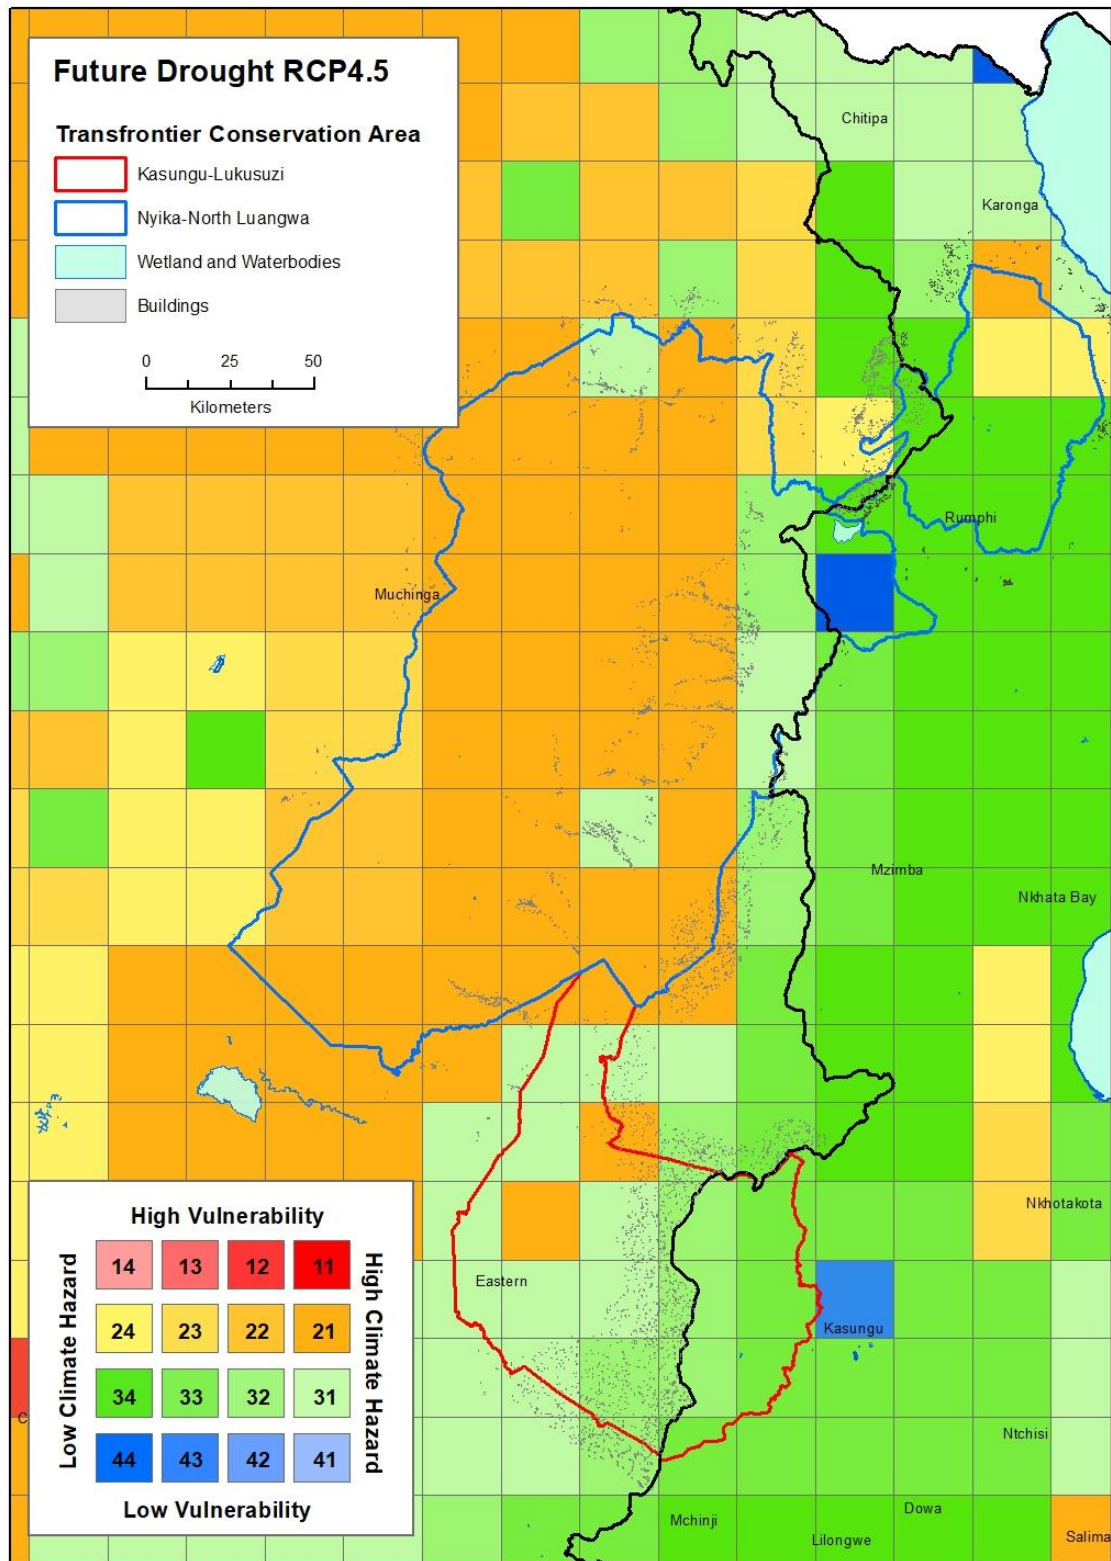 Future Drought RCP4.5
Transfrontier Conservation Area
Kasungu-Lukusuzi
Nyika-North Luangwa
Wetland and Waterbodies
Buildings
0 25 50
Kilometers
Chitipa
Karonga
Rumphi
Muchinga
Mzimba
Nkhata Bay
Nkhotakota
Eastern
Kasungu
Ntchisi
Dowa
Mchinji
Lilongwe
Salima
C
High Vulnerability
Low Climate Hazard
14 13 12 11
24 23 22 21
34 33 32 31
44 43 42 41
High Climate Hazard
Low Vulnerability